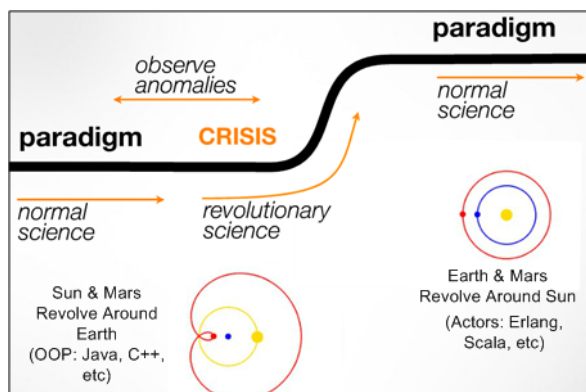 paradigm
observe
anomalies
normal
science
paradigm
CRISIS
normal
science
revolutionary
science
Sun & Mars
Revolve Around
Earth
(OOP: Java, C++,
etc)
Earth & Mars
Revolve Around Sun
(Actors: Erlang,
Scala, etc)